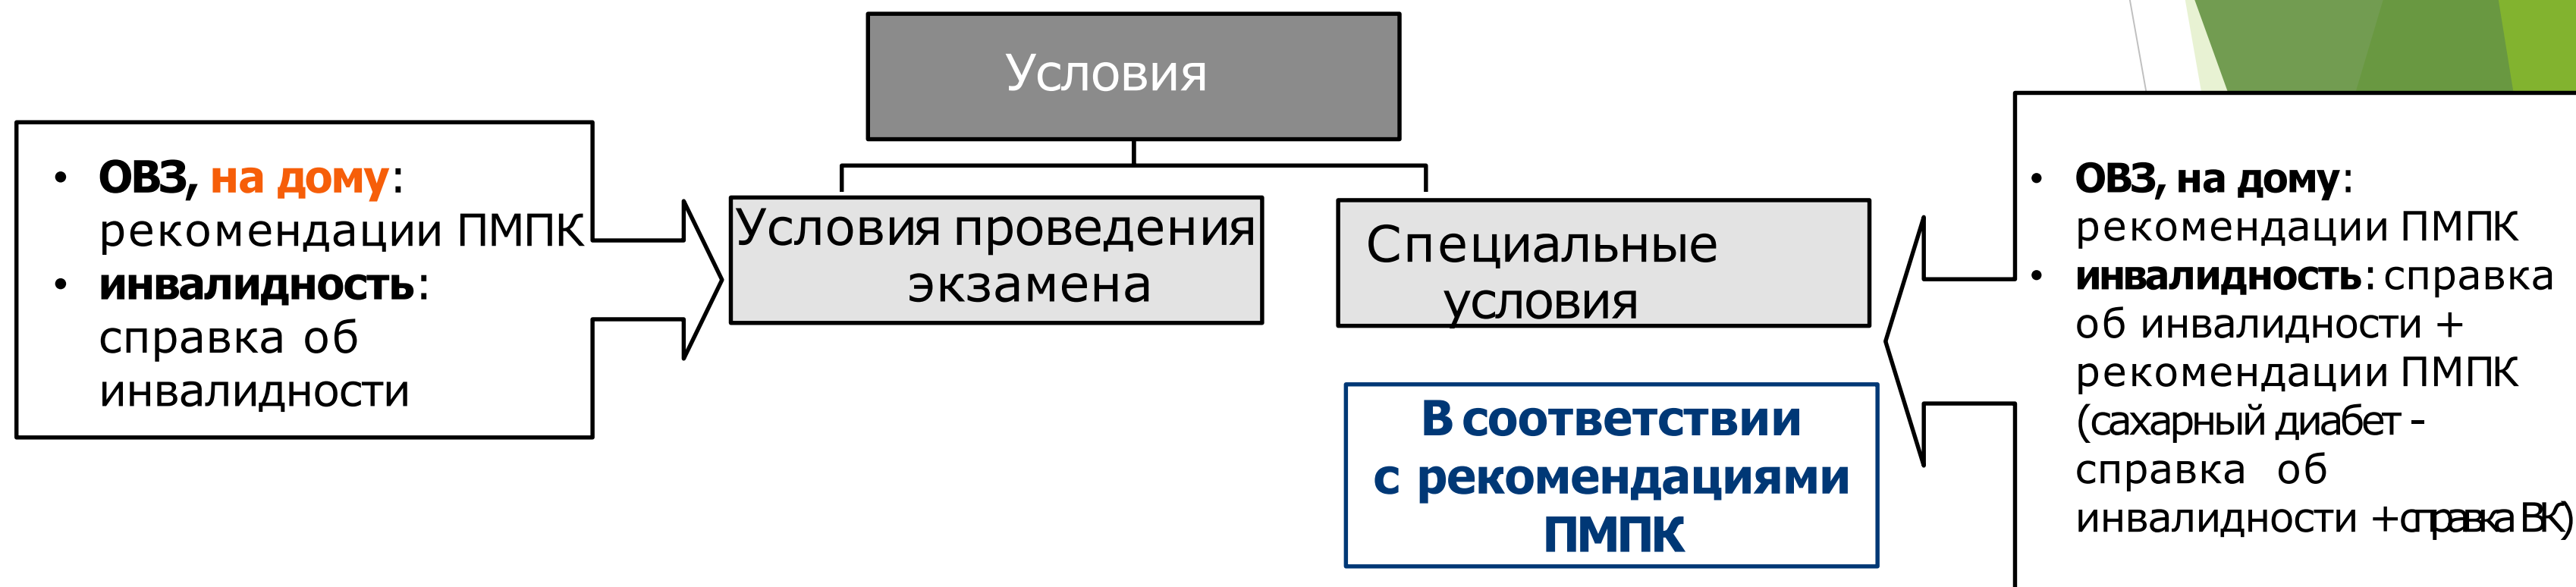 Условия
• ОВЗ, на дому:
рекомендации ПМПК
• инвалидность:
справка об
инвалидности
Условия проведения
экзамена
Специальные
условия
В соответствии
с рекомендациями
ПМПК
• ОВЗ, на дому:
рекомендации ПМПК
• инвалидность: справка
об инвалидности +
рекомендации ПМПК
(сахарный диабет -
справка об
инвалидности +справка ВК)